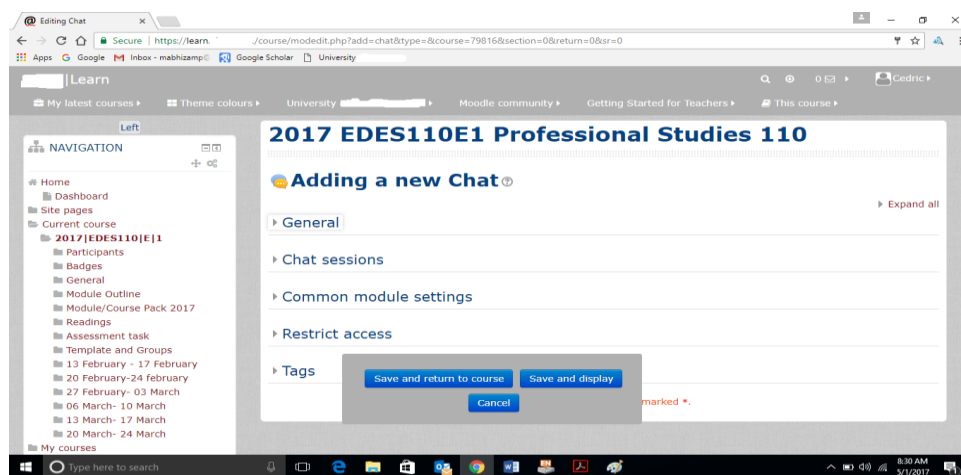 Editing Chat
Secure | https://learn. /course/modedit.php?add=chat&type=&course=79816&section=0&return=0&sr=0
Apps Google Inbox - mabhizamp Google Scholar University
|Learn 0 Cedric
My latest courses Theme colours University Moodle community Getting Started for Teachers This course
Left
NAVIGATION
Home
Dashboard
Site pages
Current course
2017|EDES110|E|1
Participants
Badges
General
Module Outline
Module/Course Pack 2017
Readings
Assessment task
Template and Groups
13 February - 17 February
20 February-24 february
27 February- 03 March
06 March- 10 March
13 March- 17 March
20 March- 24 March
My courses
2017 EDES110E1 Professional Studies 110
Adding a new Chat
Expand all
General
Chat sessions
Common module settings
Restrict access
Tags
Save and return to course Save and display
Cancel
marked *.
Type here to search
8:30 AM
5/1/2017